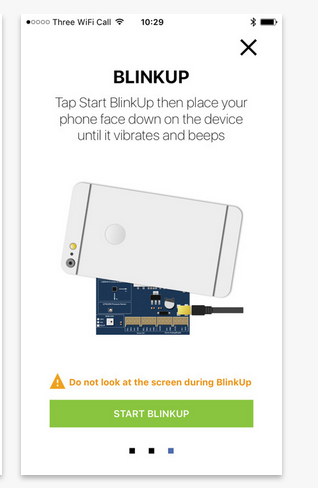 Three WiFi Call 10:29
BLINKUP
Tap Start BlinkUp then place your
phone face down on the device
until it vibrates and beeps
Do not look at the screen during BlinkUp
START BLINKUP